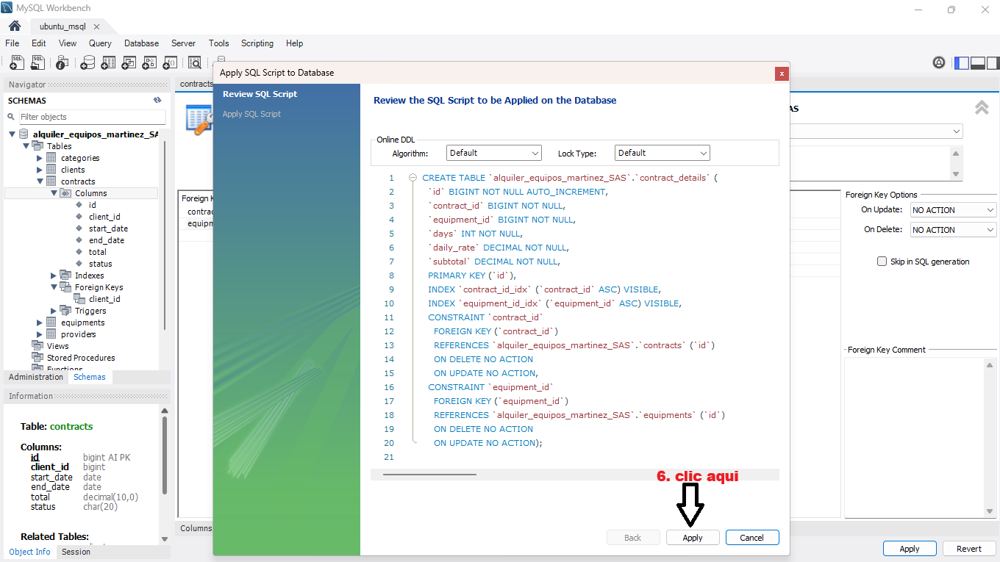 MySQL Workbench
ubuntu_msql
File Edit View Query Database Server Tools Scripting Help
Navigator
SCHEMAS
Filter objects
alquiler_equipos_martinez_SA
Tables
categories
clients
contracts
Columns
id
client_id
start_date
end_date
total
status
Indexes
Foreign Keys
client_id
Triggers
equipments
providers
Views
Stored Procedures
Functions
Administration Schemas
Information
Table: contracts
Columns:
id bigint AI PK
client_id bigint
start_date date
end_date date
total decimal(10,0)
status char(20)
Related Tables:
Object Info Session
contracts
Foreign K
contrac
equipm
Columns
Apply SQL Script to Database
x
Review SQL Script
Apply SQL Script
Review the SQL Script to be Applied on the Database
Online DDL
Algorithm: Default Lock Type: Default
1 CREATE TABLE `alquiler_equipos_martinez_SAS`.`contract_details` (
2 `id` BIGINT NOT NULL AUTO_INCREMENT,
3 `contract_id` BIGINT NOT NULL,
4 `equipment_id` BIGINT NOT NULL,
5 `days` INT NOT NULL,
6 `daily_rate` DECIMAL NOT NULL,
7 `subtotal` DECIMAL NOT NULL,
8 PRIMARY KEY (`id`),
9 INDEX `contract_id_idx` (`contract_id` ASC) VISIBLE,
10 INDEX `equipment_id_idx` (`equipment_id` ASC) VISIBLE,
11 CONSTRAINT `contract_id`
12 FOREIGN KEY (`contract_id`)
13 REFERENCES `alquiler_equipos_martinez_SAS`.`contracts` (`id`)
14 ON DELETE NO ACTION
15 ON UPDATE NO ACTION,
16 CONSTRAINT `equipment_id`
17 FOREIGN KEY (`equipment_id`)
18 REFERENCES `alquiler_equipos_martinez_SAS`.`equipments` (`id`)
19 ON DELETE NO ACTION
20 ON UPDATE NO ACTION);
21
6. clic aqui
Back Apply Cancel
AS
Foreign Key Options
On Update: NO ACTION
On Delete: NO ACTION
Skip in SQL generation
Foreign Key Comment
Apply Revert